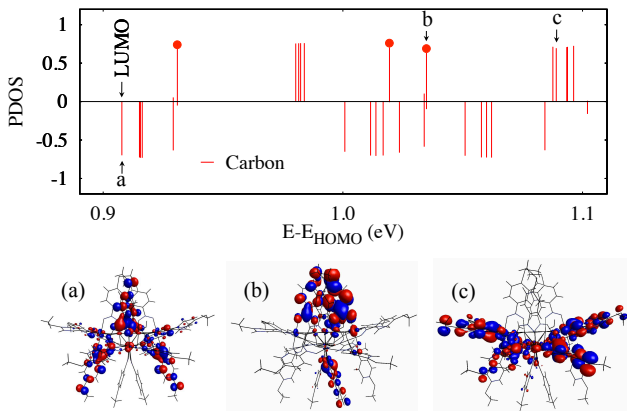 b
c
1
0.5
0
-0.5
-1
PDOS
LUMO
a
Carbon
0.9
1.0
1.1
E-E_HOMO (eV)
(a)
(b)
(c)